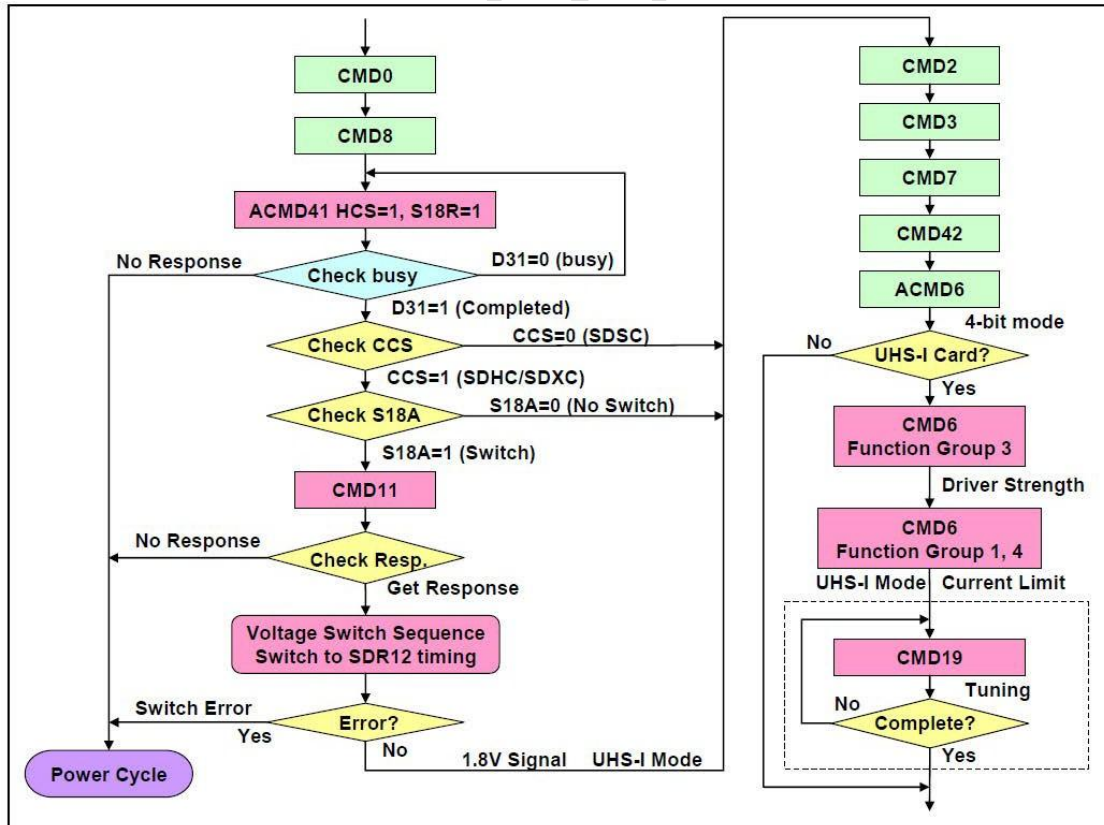 CMD0
CMD8
ACMD41 HCS=1, S18R=1
No Response
Check busy
D31=0 (busy)
D31=1 (Completed)
Check CCS
CCS=0 (SDSC)
CCS=1 (SDHC/SDXC)
Check S18A
S18A=0 (No Switch)
S18A=1 (Switch)
CMD11
No Response
Check Resp.
Get Response
Voltage Switch Sequence
Switch to SDR12 timing
Switch Error
Error?
Yes
No
1.8V Signal UHS-I Mode
Power Cycle
CMD2
CMD3
CMD7
CMD42
ACMD6
4-bit mode
No
UHS-I Card?
Yes
CMD6
Function Group 3
Driver Strength
CMD6
Function Group 1, 4
UHS-I Mode
Current Limit
CMD19
Tuning
No
Complete?
Yes